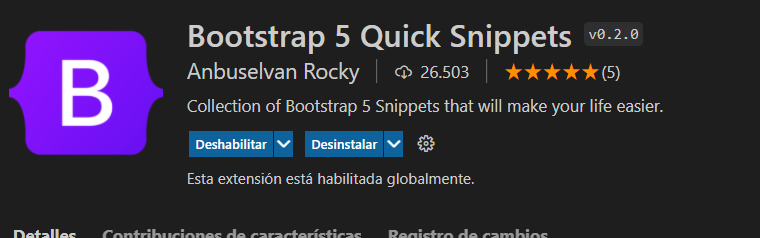 B
Bootstrap 5 Quick Snippets v0.2.0
Anbuselvan Rocky 26.503 ★★★★★(5)
Collection of Bootstrap 5 Snippets that will make your life easier.
Deshabilitar Desinstalar
Esta extensión está habilitada globalmente.
Detalles Contribuciones de características Registro de cambios